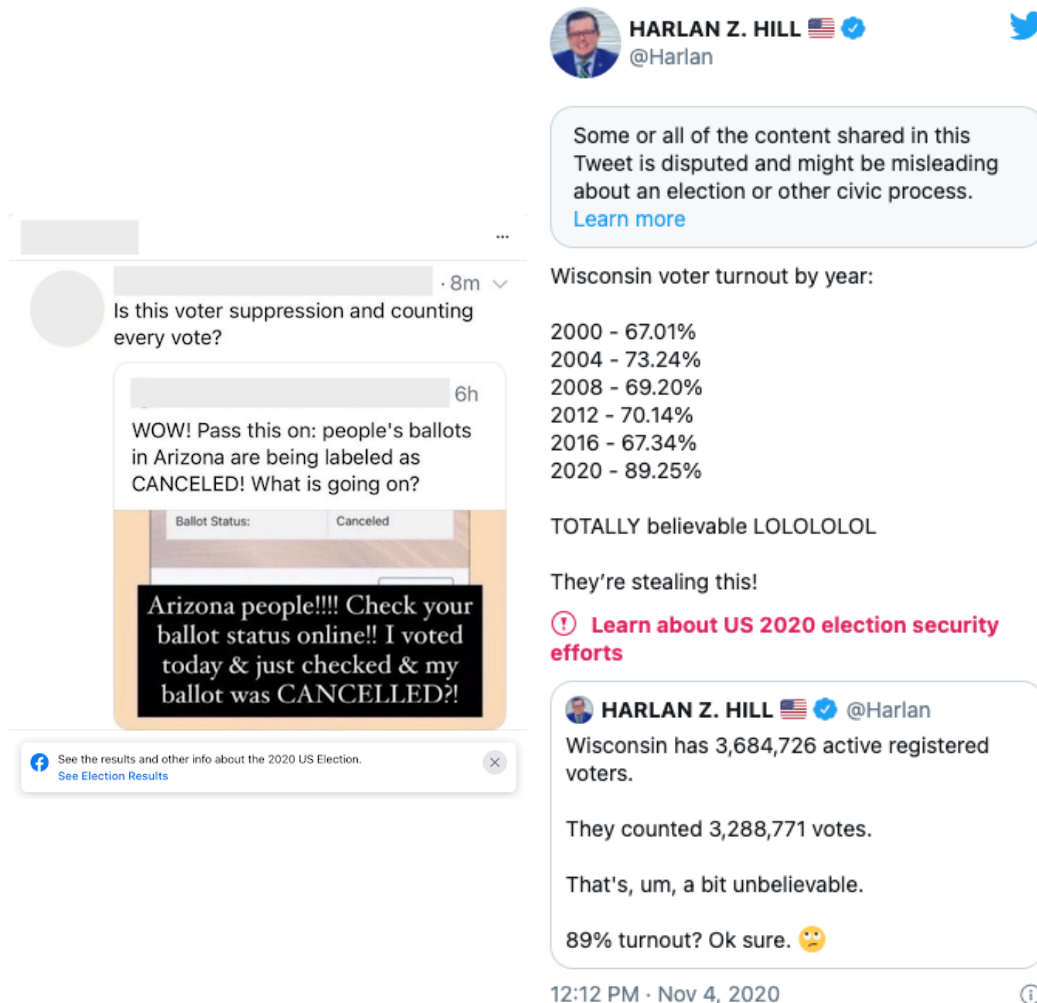 ...
· 8m
Is this voter suppression and counting
every vote?
6h
WOW! Pass this on: people's ballots
in Arizona are being labeled as
CANCELED! What is going on?
Ballot Status: Canceled
Arizona people!!!! Check your
ballot status online!! I voted
today & just checked & my
ballot was CANCELLED?!
See the results and other info about the 2020 US Election.
See Election Results
HARLAN Z. HILL 🇺🇸
@Harlan
Some or all of the content shared in this
Tweet is disputed and might be misleading
about an election or other civic process.
Learn more
Wisconsin voter turnout by year:
2000 - 67.01%
2004 - 73.24%
2008 - 69.20%
2012 - 70.14%
2016 - 67.34%
2020 - 89.25%
TOTALLY believable LOLOLOLOL
They’re stealing this!
Learn about US 2020 election security
efforts
HARLAN Z. HILL 🇺🇸 @Harlan
Wisconsin has 3,684,726 active registered
voters.
They counted 3,288,771 votes.
That's, um, a bit unbelievable.
89% turnout? Ok sure. 🙄
12:12 PM · Nov 4, 2020